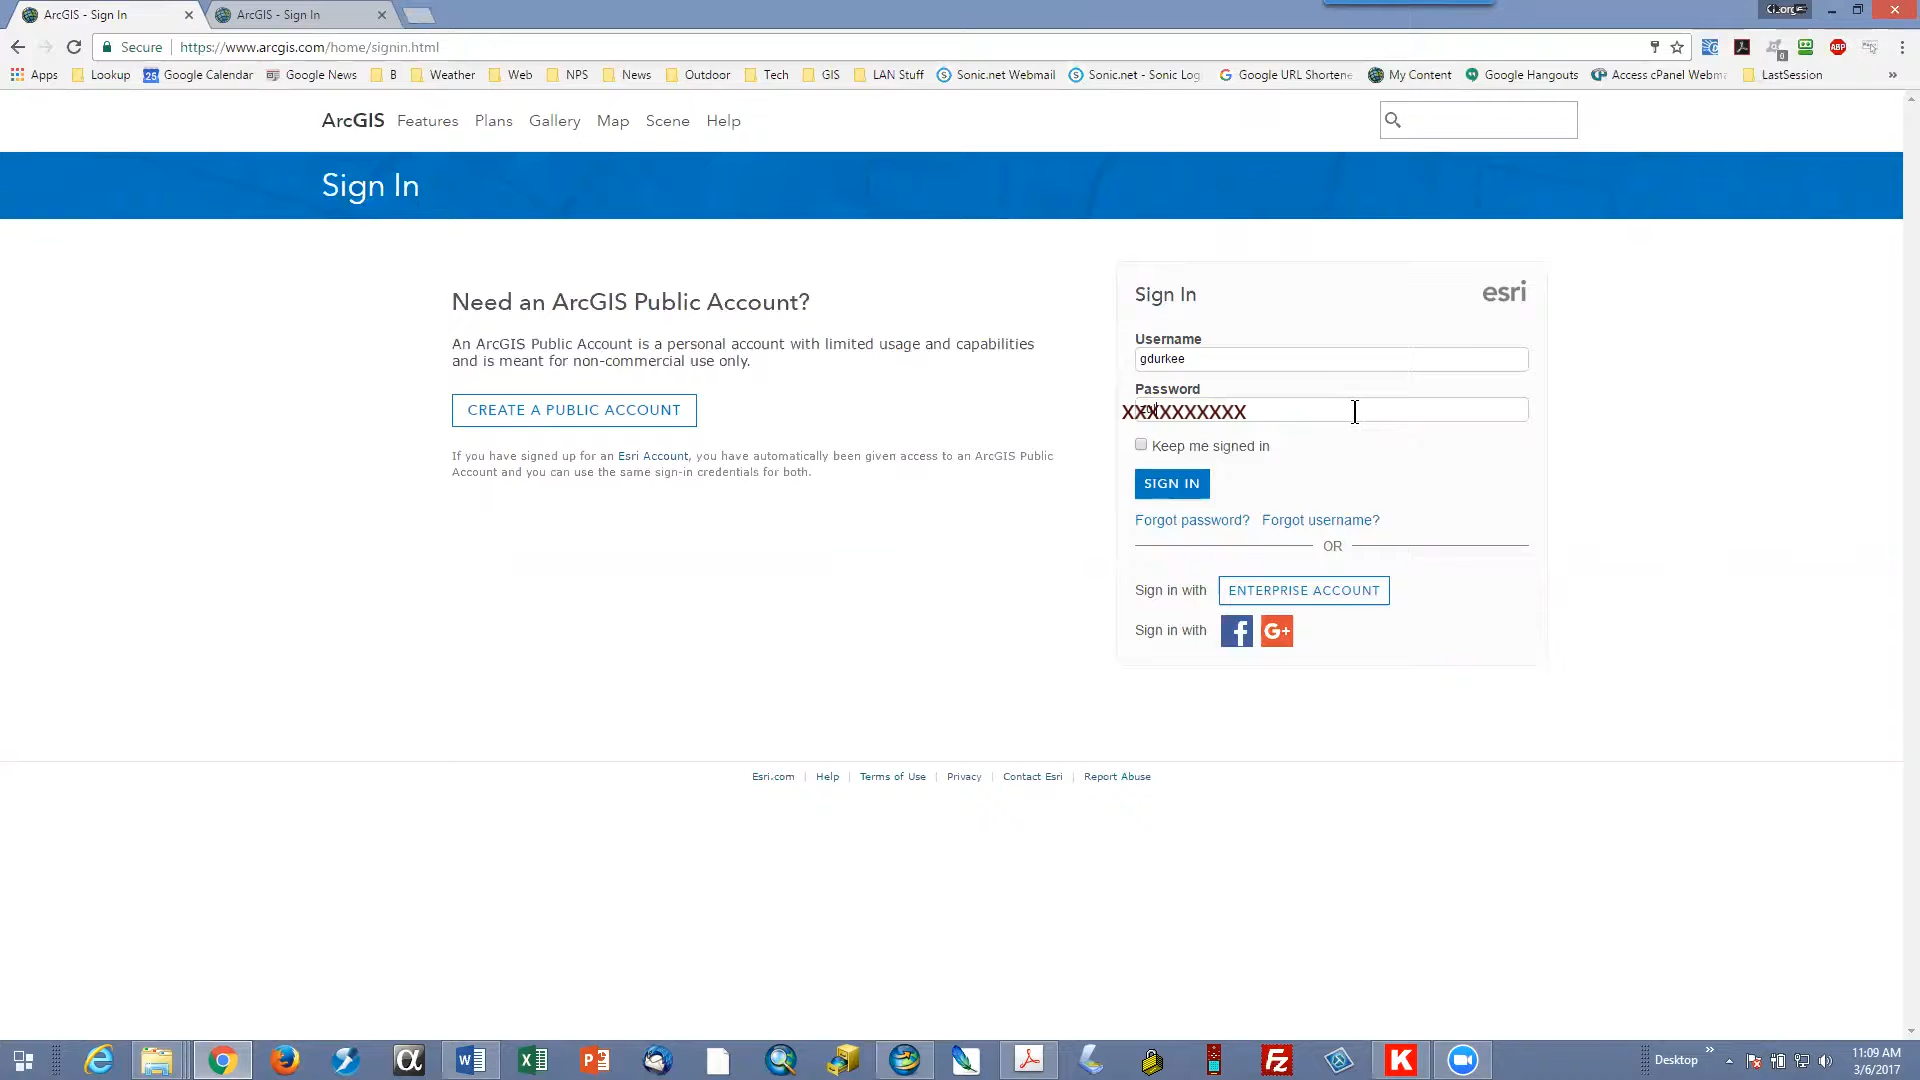 ArcGIS - Sign In
ArcGIS - Sign In
George
Secure
https://www.arcgis.com/home/signin.html
Apps
Lookup
25
Google Calendar
Google News
B
Weather
Web
NPS
News
Outdoor
Tech
GIS
LAN Stuff
Sonic.net Webmail
Sonic.net - Sonic Log
Google URL Shortene
My Content
Google Hangouts
Access cPanel Webma
LastSession
ABP
0
ArcGIS
Features
Plans
Gallery
Map
Scene
Help
Sign In
Need an ArcGIS Public Account?
An ArcGIS Public Account is a personal account with limited usage and capabilities
and is meant for non-commercial use only.
CREATE A PUBLIC ACCOUNT
If you have signed up for an Esri Account, you have automatically been given access to an ArcGIS Public
Account and you can use the same sign-in credentials for both.
Sign In
esri
Username
gdurkee
Password
XXXXXXXXXX
Keep me signed in
SIGN IN
Forgot password? Forgot username?
OR
Sign in with ENTERPRISE ACCOUNT
Sign in with f G+
Esri.com | Help | Terms of Use | Privacy | Contact Esri | Report Abuse
Desktop
11:09 AM
3/6/2017